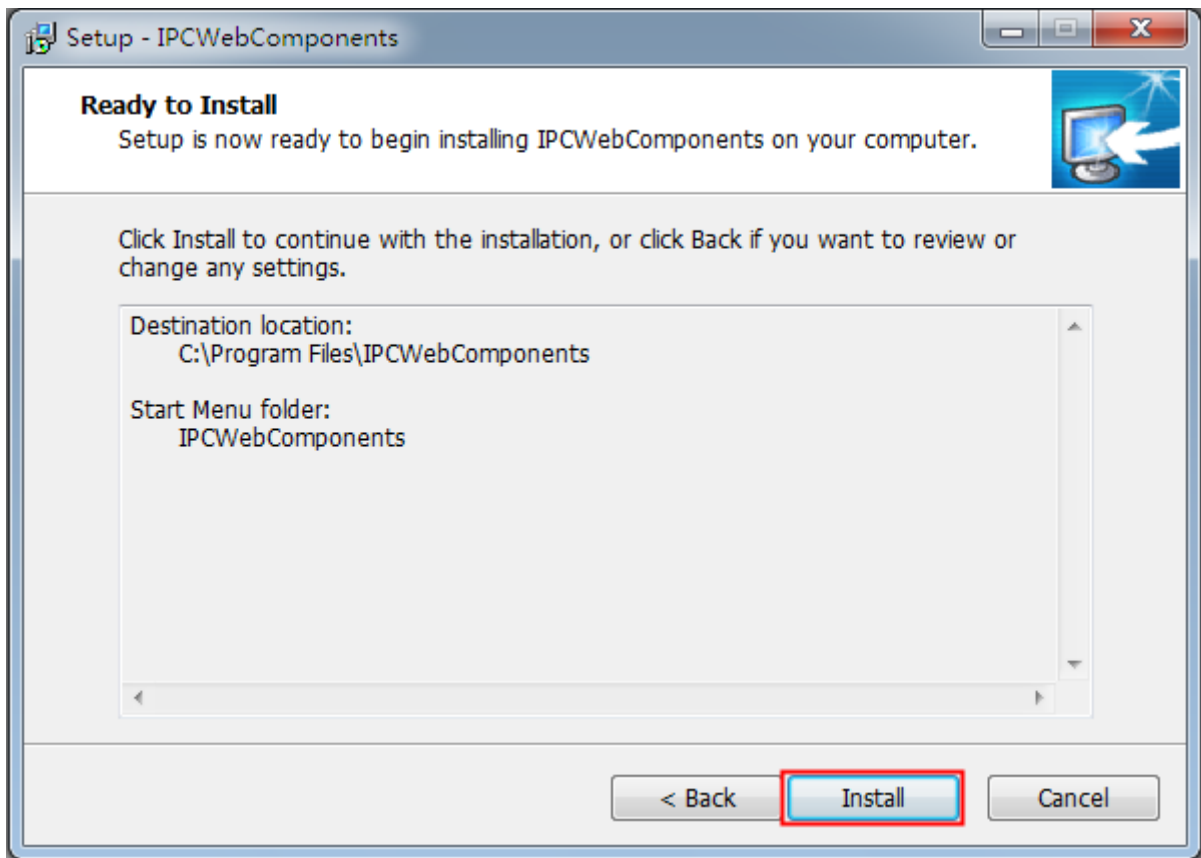 Setup - IPCWebComponents
Ready to Install
Setup is now ready to begin installing IPCWebComponents on your computer.
Click Install to continue with the installation, or click Back if you want to review or
change any settings.
Destination location:
C:\Program Files\IPCWebComponents
Start Menu folder:
IPCWebComponents
< Back
Install
Cancel